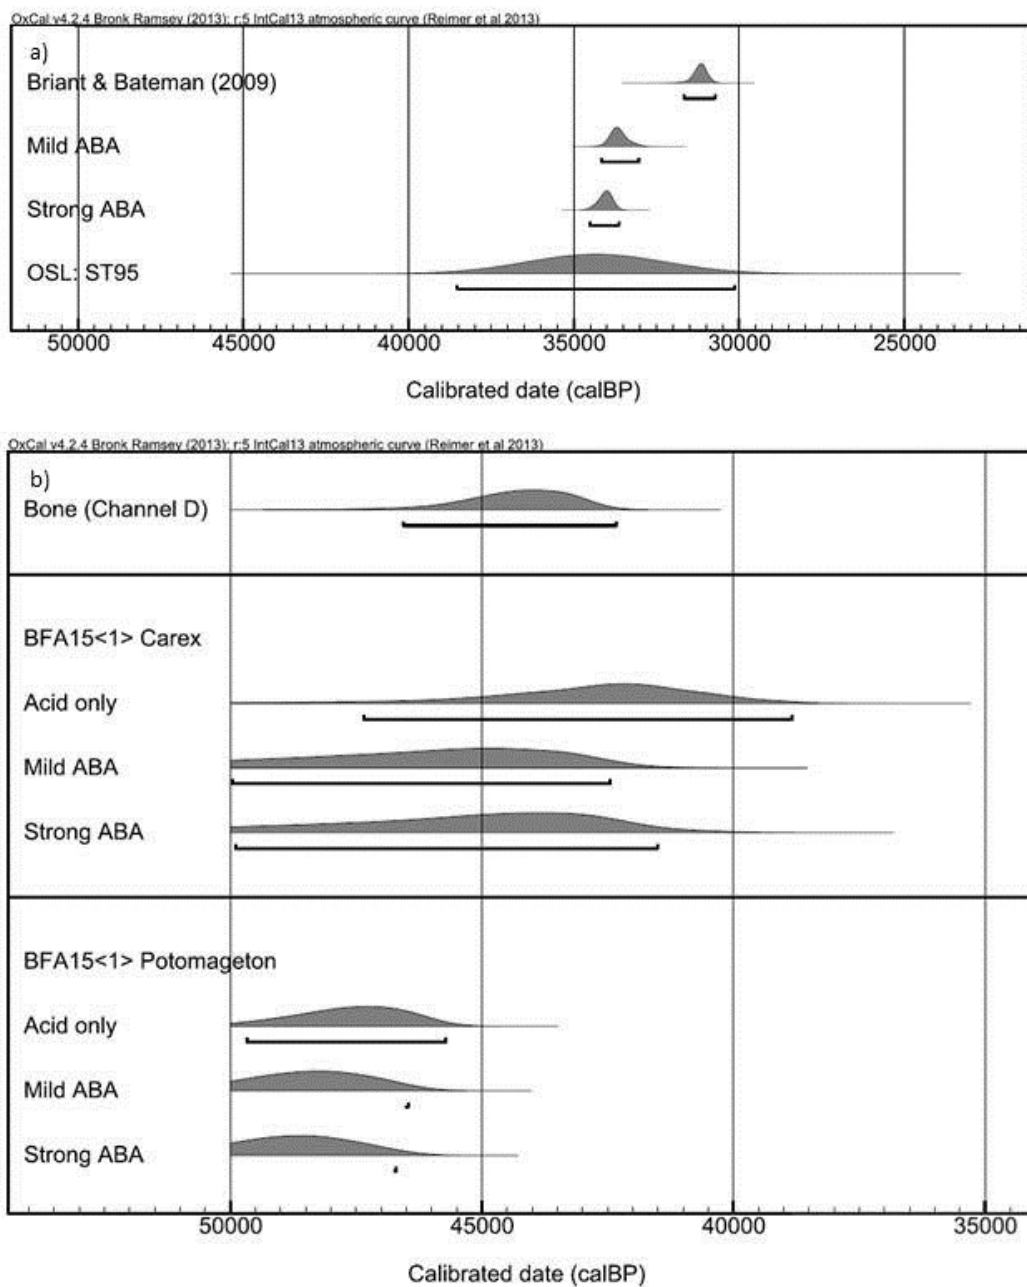 OxCal v4.2.4 Bronk Ramsey (2013); r:5 IntCal13 atmospheric curve (Reimer et al 2013)
a)
Briant & Bateman (2009)
Mild ABA
Strong ABA
OSL: ST95
50000 45000 40000 35000 30000 25000
Calibrated date (calBP)
OxCal v4.2.4 Bronk Ramsey (2013); r:5 IntCal13 atmospheric curve (Reimer et al 2013)
b)
Bone (Channel D)
BFA15<1> Carex
Acid only
Mild ABA
Strong ABA
BFA15<1> Potomageton
Acid only
Mild ABA
Strong ABA
50000 45000 40000 35000
Calibrated date (calBP)